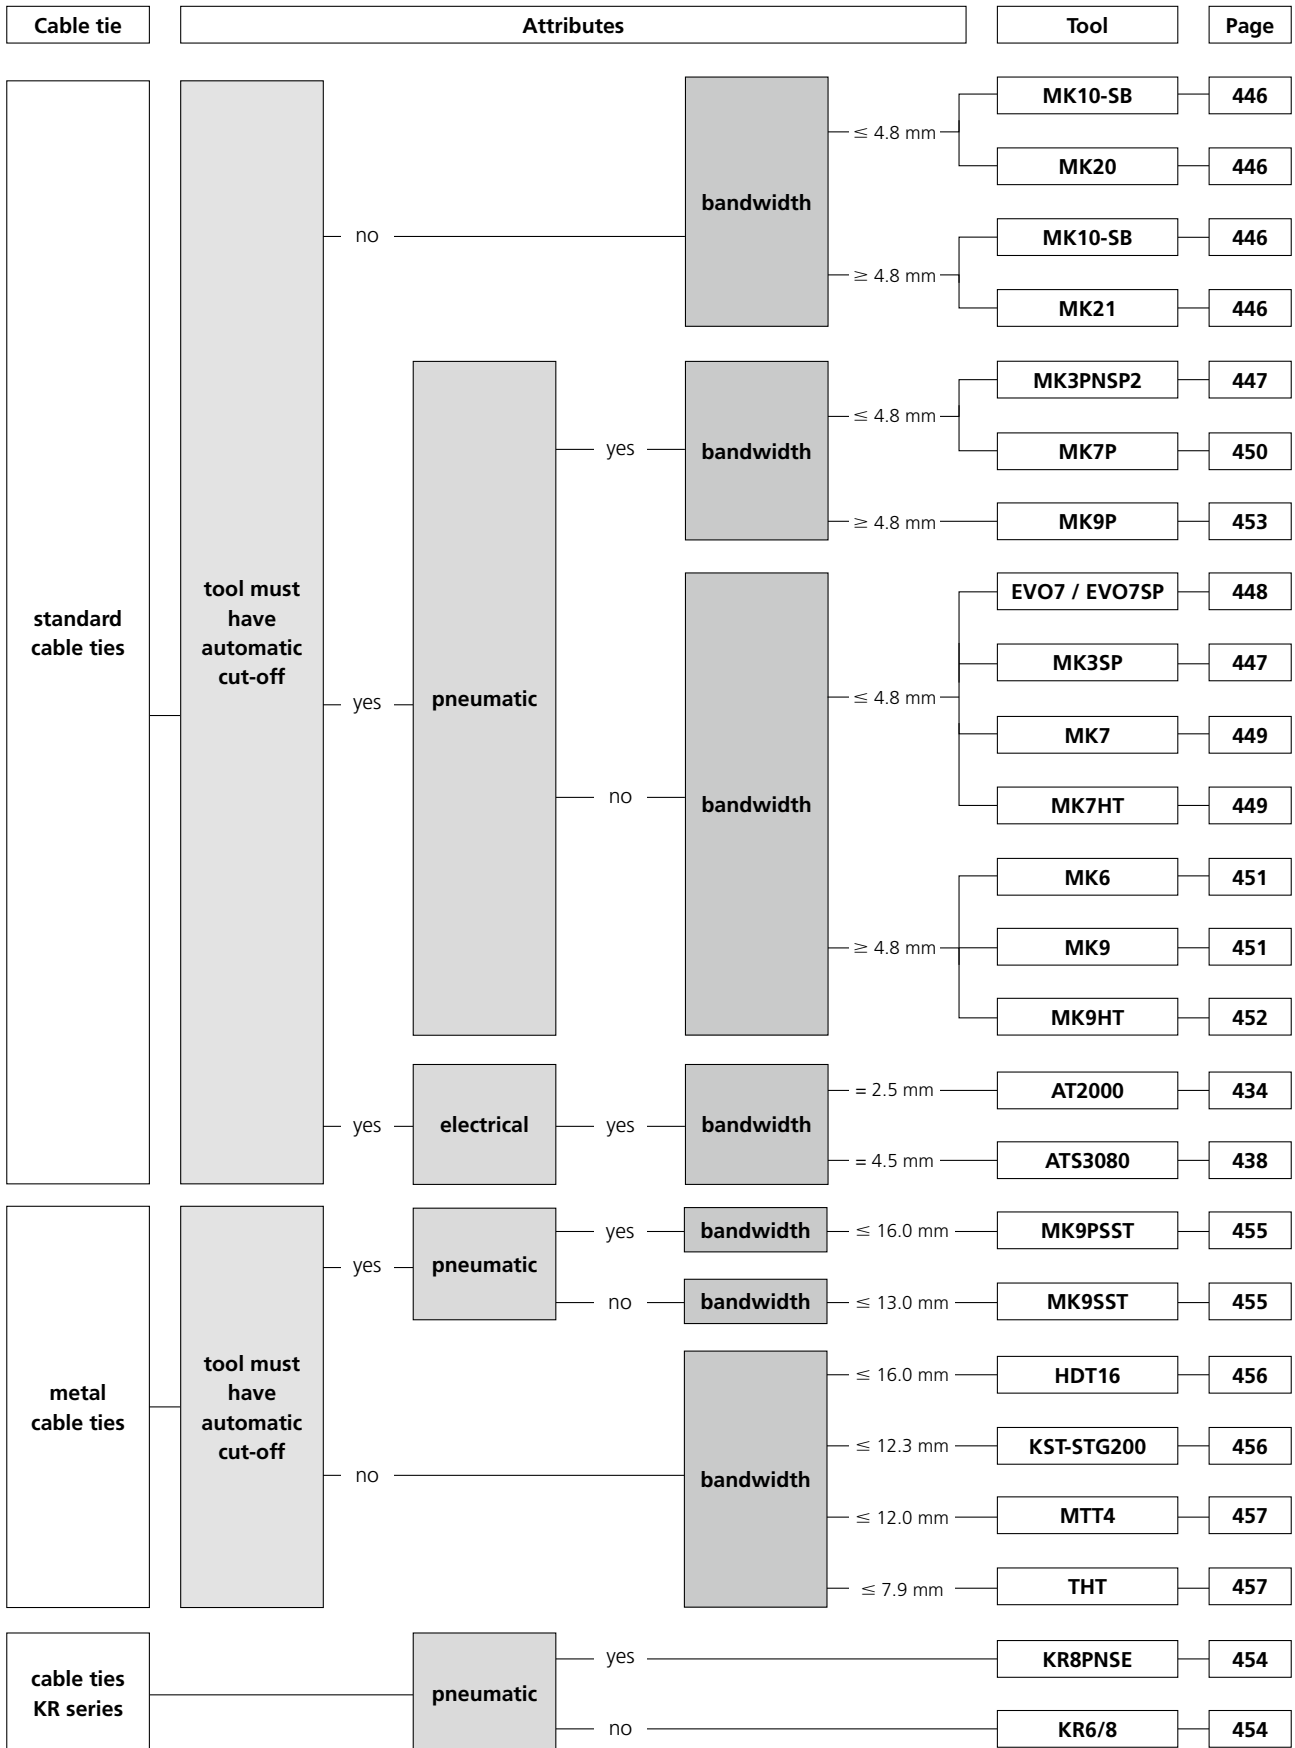 Cable tie
Attributes
Tool
Page
standard
cable ties
tool must
have
automatic
cut-off
no
bandwidth
≤ 4.8 mm
MK10-SB
446
MK20
446
≥ 4.8 mm
MK10-SB
446
MK21
446
yes
pneumatic
yes
bandwidth
≤ 4.8 mm
MK3PNSP2
447
MK7P
450
≥ 4.8 mm
MK9P
453
no
bandwidth
≤ 4.8 mm
EVO7 / EVO7SP
448
MK3SP
447
MK7
449
MK7HT
449
≥ 4.8 mm
MK6
451
MK9
451
MK9HT
452
yes
electrical
yes
bandwidth
= 2.5 mm
AT2000
434
= 4.5 mm
ATS3080
438
metal
cable ties
tool must
have
automatic
cut-off
yes
pneumatic
yes
bandwidth
≤ 16.0 mm
MK9PSST
455
no
bandwidth
≤ 13.0 mm
MK9SST
455
no
bandwidth
≤ 16.0 mm
HDT16
456
≤ 12.3 mm
KST-STG200
456
≤ 12.0 mm
MTT4
457
≤ 7.9 mm
THT
457
cable ties
KR series
pneumatic
yes
KR8PNSE
454
no
KR6/8
454